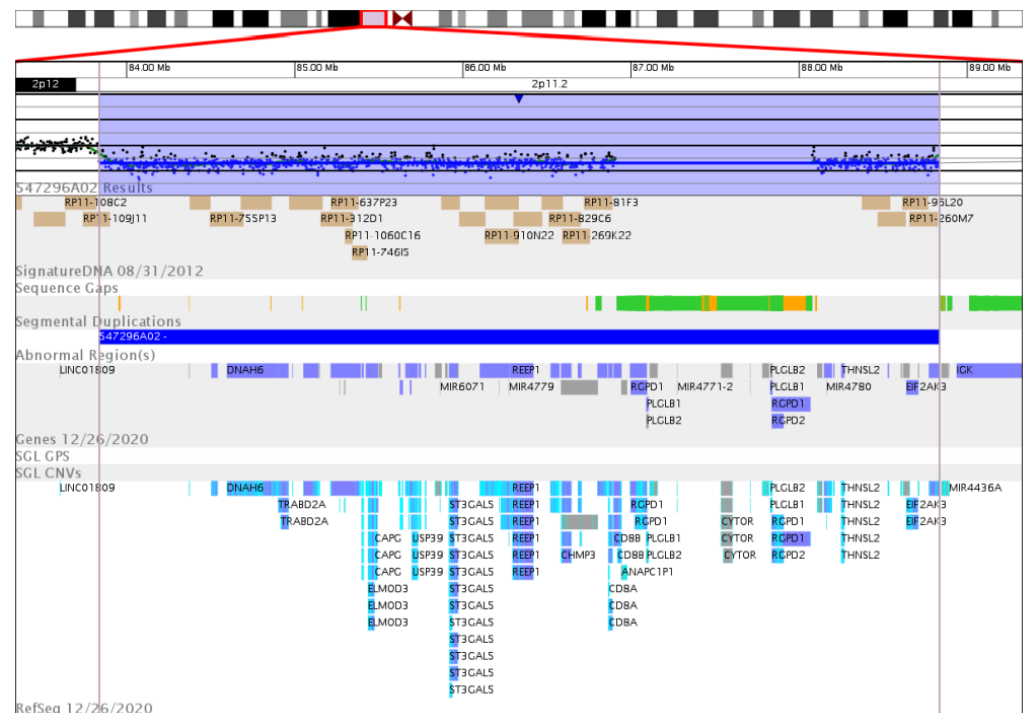 84.00 Mb 85.00 Mb 86.00 Mb 87.00 Mb 88.00 Mb 89.00 Mb
2p12 2p11.2
547296A02 Results
RP11-108C2 RP11-637P23 RP11-81F3 RP11-95L20
RP11-109J11 RP11-755P13 RP11-312D1 RP11-829C6 RP11-260M7
RP11-1060C16 RP11-910N22 RP11-269K22
RP11-746I5
SignatureDNA 08/31/2012
Sequence Gaps
Segmental Duplications
547296A02 -
Abnormal Region(s)
LINC01809 DNAH6 REEP1 PLGLB2 THNSL2 IGK
MIR6071 MIR4779 RGPD1 MIR4771-2 PLGLB1 MIR4780 EIF2AK3
PLGLB1 RGPD1
PLGLB2 RGPD2
Genes 12/26/2020
SGL GPS
SGL CNVs
LINC01809 DNAH6 REEP1 PLGLB2 THNSL2 MIR4436A
TRABD2A ST3GAL5 REEP1 RGPD1 PLGLB1 THNSL2 EIF2AK3
TRABD2A ST3GAL5 REEP1 RGPD1 CYTOR RGPD1 THNSL2 EIF2AK3
CAPG USP39 ST3GAL5 REEP1 CD8B PLGLB1 CYTOR RGPD1 THNSL2
CAPG USP39 ST3GAL5 REEP1 CHMP3 CD8B PLGLB2 CYTOR RGPD2 THNSL2
CAPG USP39 ST3GAL5 REEP1 ANAPC1P1
ELMOD3 ST3GAL5 CD8A
ELMOD3 ST3GAL5 CD8A
ELMOD3 ST3GAL5 CD8A
ST3GAL5
ST3GAL5
ST3GAL5
ST3GAL5
RefSeq 12/26/2020